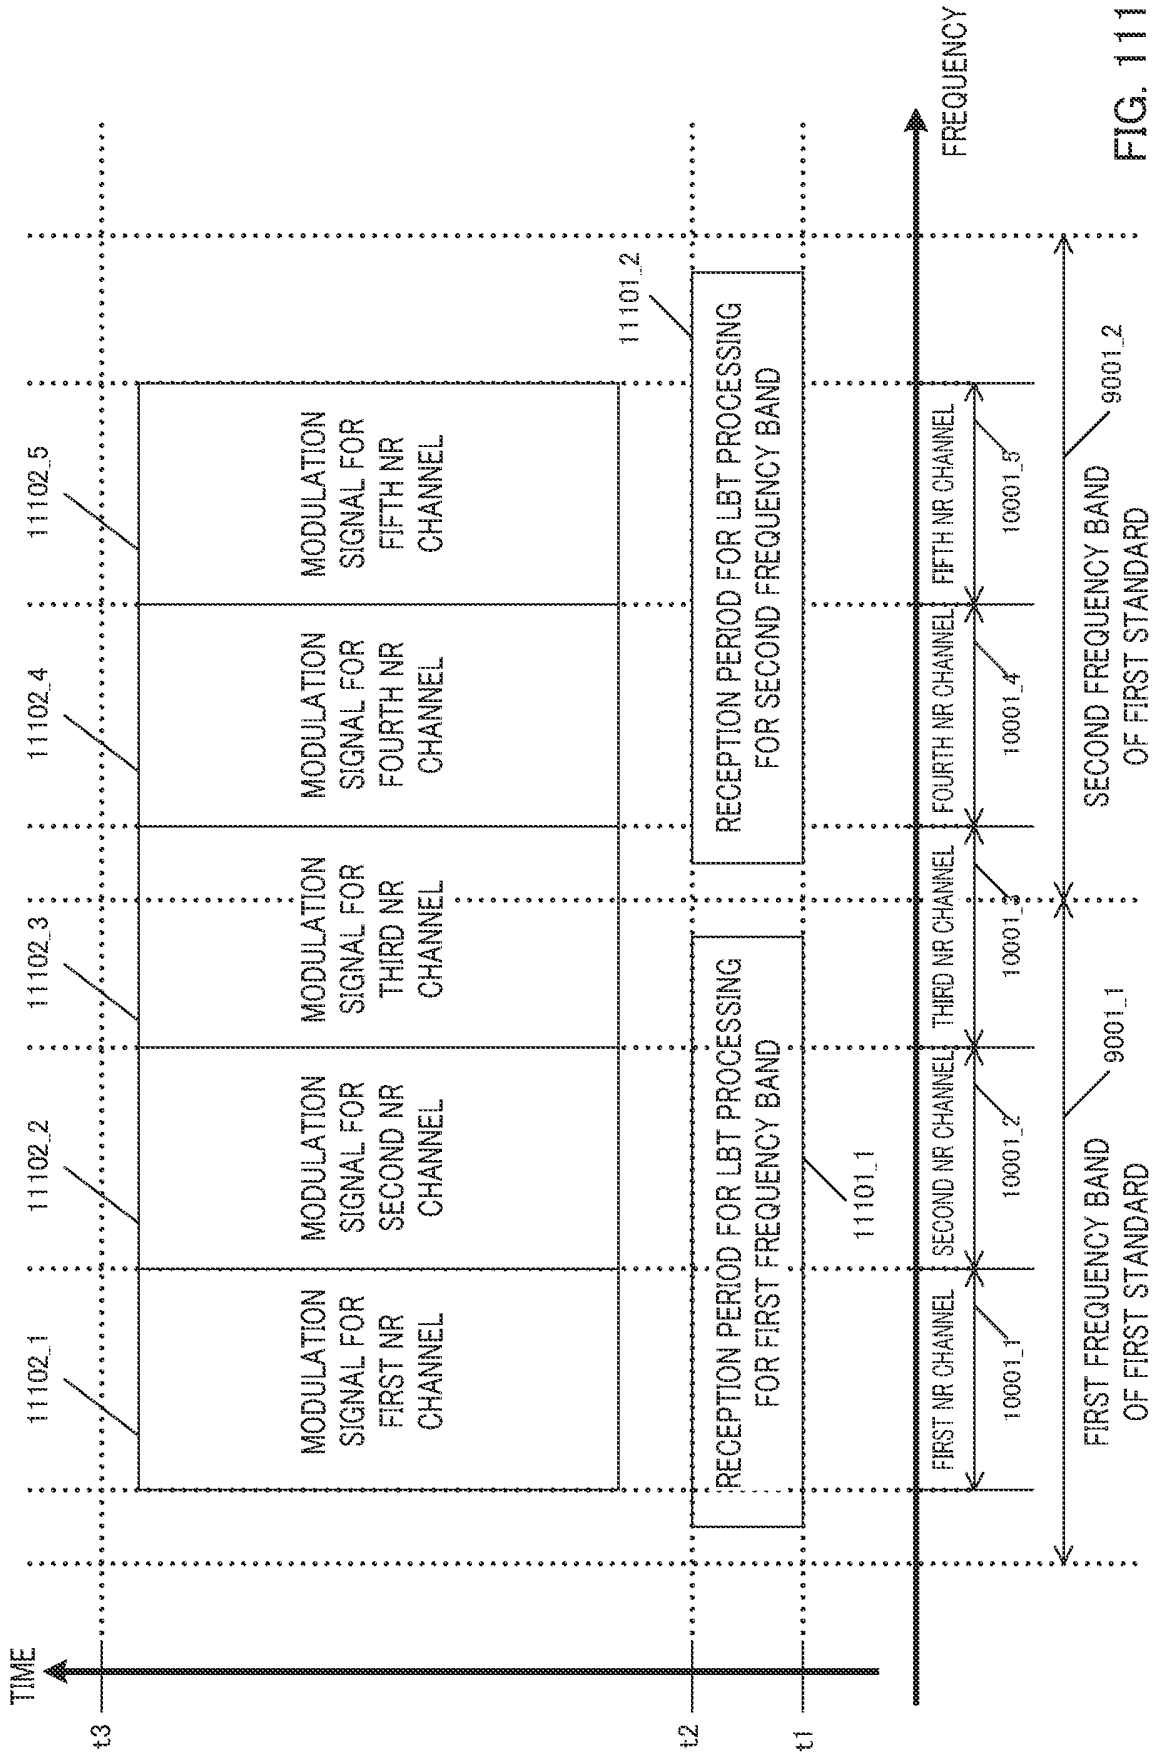 TIME
t3
t2
t1
11102_1
11102_2
11102_3
11102_4
11102_5
MODULATION
SIGNAL FOR
FIRST NR
CHANNEL
MODULATION
SIGNAL FOR
SECOND NR
CHANNEL
MODULATION
SIGNAL FOR
THIRD NR
CHANNEL
MODULATION
SIGNAL FOR
FOURTH NR
CHANNEL
MODULATION
SIGNAL FOR
FIFTH NR
CHANNEL
11101_2
RECEPTION PERIOD FOR LBT PROCESSING
FOR FIRST FREQUENCY BAND
RECEPTION PERIOD FOR LBT PROCESSING
FOR SECOND FREQUENCY BAND
11101_1
FREQUENCY
FIRST NR CHANNEL
SECOND NR CHANNEL
THIRD NR CHANNEL
FOURTH NR CHANNEL
FIFTH NR CHANNEL
10001_1
10001_2
10001_3
10001_4
10001_5
9001_1
9001_2
FIRST FREQUENCY BAND
OF FIRST STANDARD
SECOND FREQUENCY BAND
OF FIRST STANDARD
FIG. 111